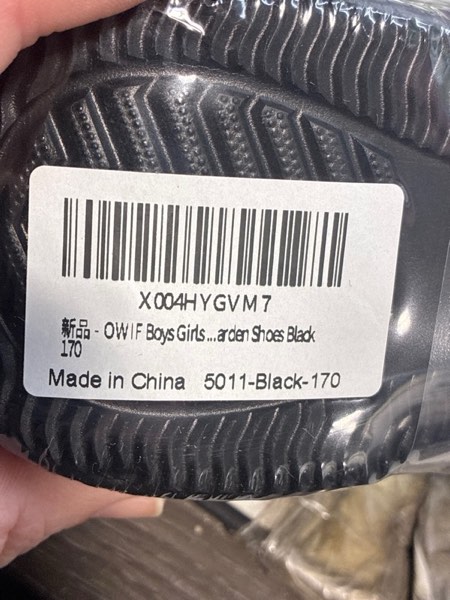 X004HYGVM7
新品 - OWIF Boys Girls...arden Shoes Black
170
Made in China 5011-Black-170